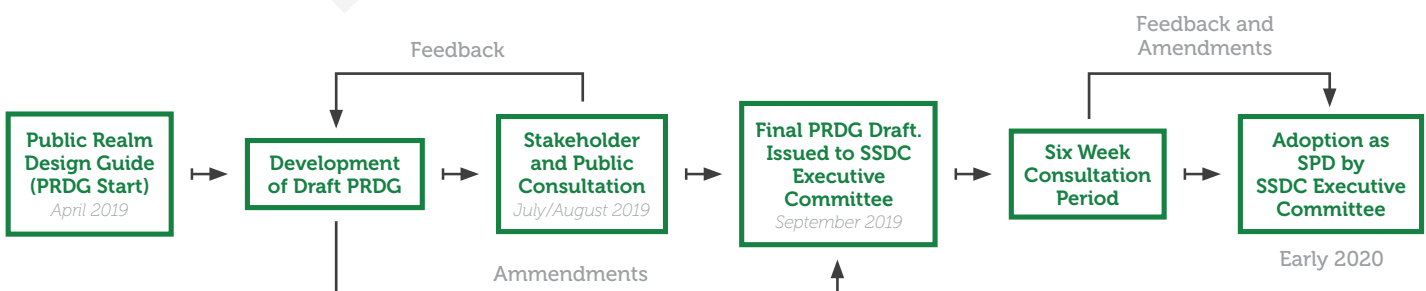 Feedback
Feedback and
Amendments
Public Realm
Design Guide
(PRDG Start)
April 2019
Development
of Draft PRDG
Stakeholder
and Public
Consultation
July/August 2019
Final PRDG Draft.
Issued to SSDC
Executive
Committee
September 2019
Six Week
Consultation
Period
Adoption as
SPD by
SSDC Executive
Committee
Early 2020
Ammendments